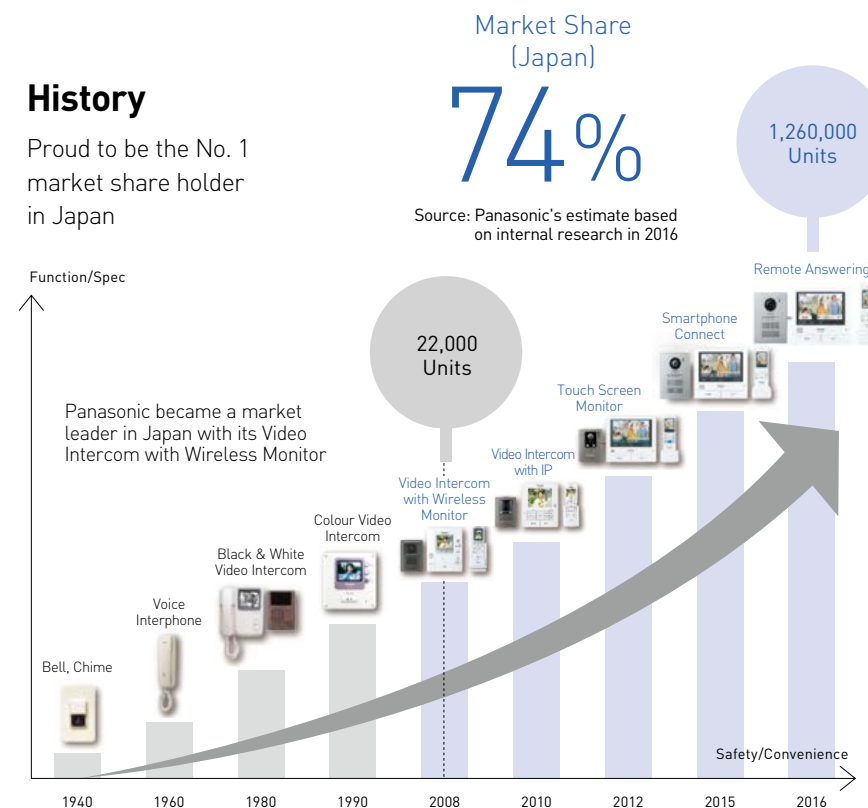 History
Proud to be the No. 1
market share holder
in Japan
Market Share
(Japan)
74%
Source: Panasonic's estimate based
on internal research in 2016
1,260,000
Units
Function/Spec
22,000
Units
Panasonic became a market
leader in Japan with its Video
Intercom with Wireless Monitor
Bell, Chime
Voice
Interphone
Black & White
Video Intercom
Colour Video
Intercom
Video Intercom
with Wireless
Monitor
Video Intercom
with IP
Touch Screen
Monitor
Smartphone
Connect
Remote Answering
Safety/Convenience
1940 1960 1980 1990 2008 2010 2012 2015 2016